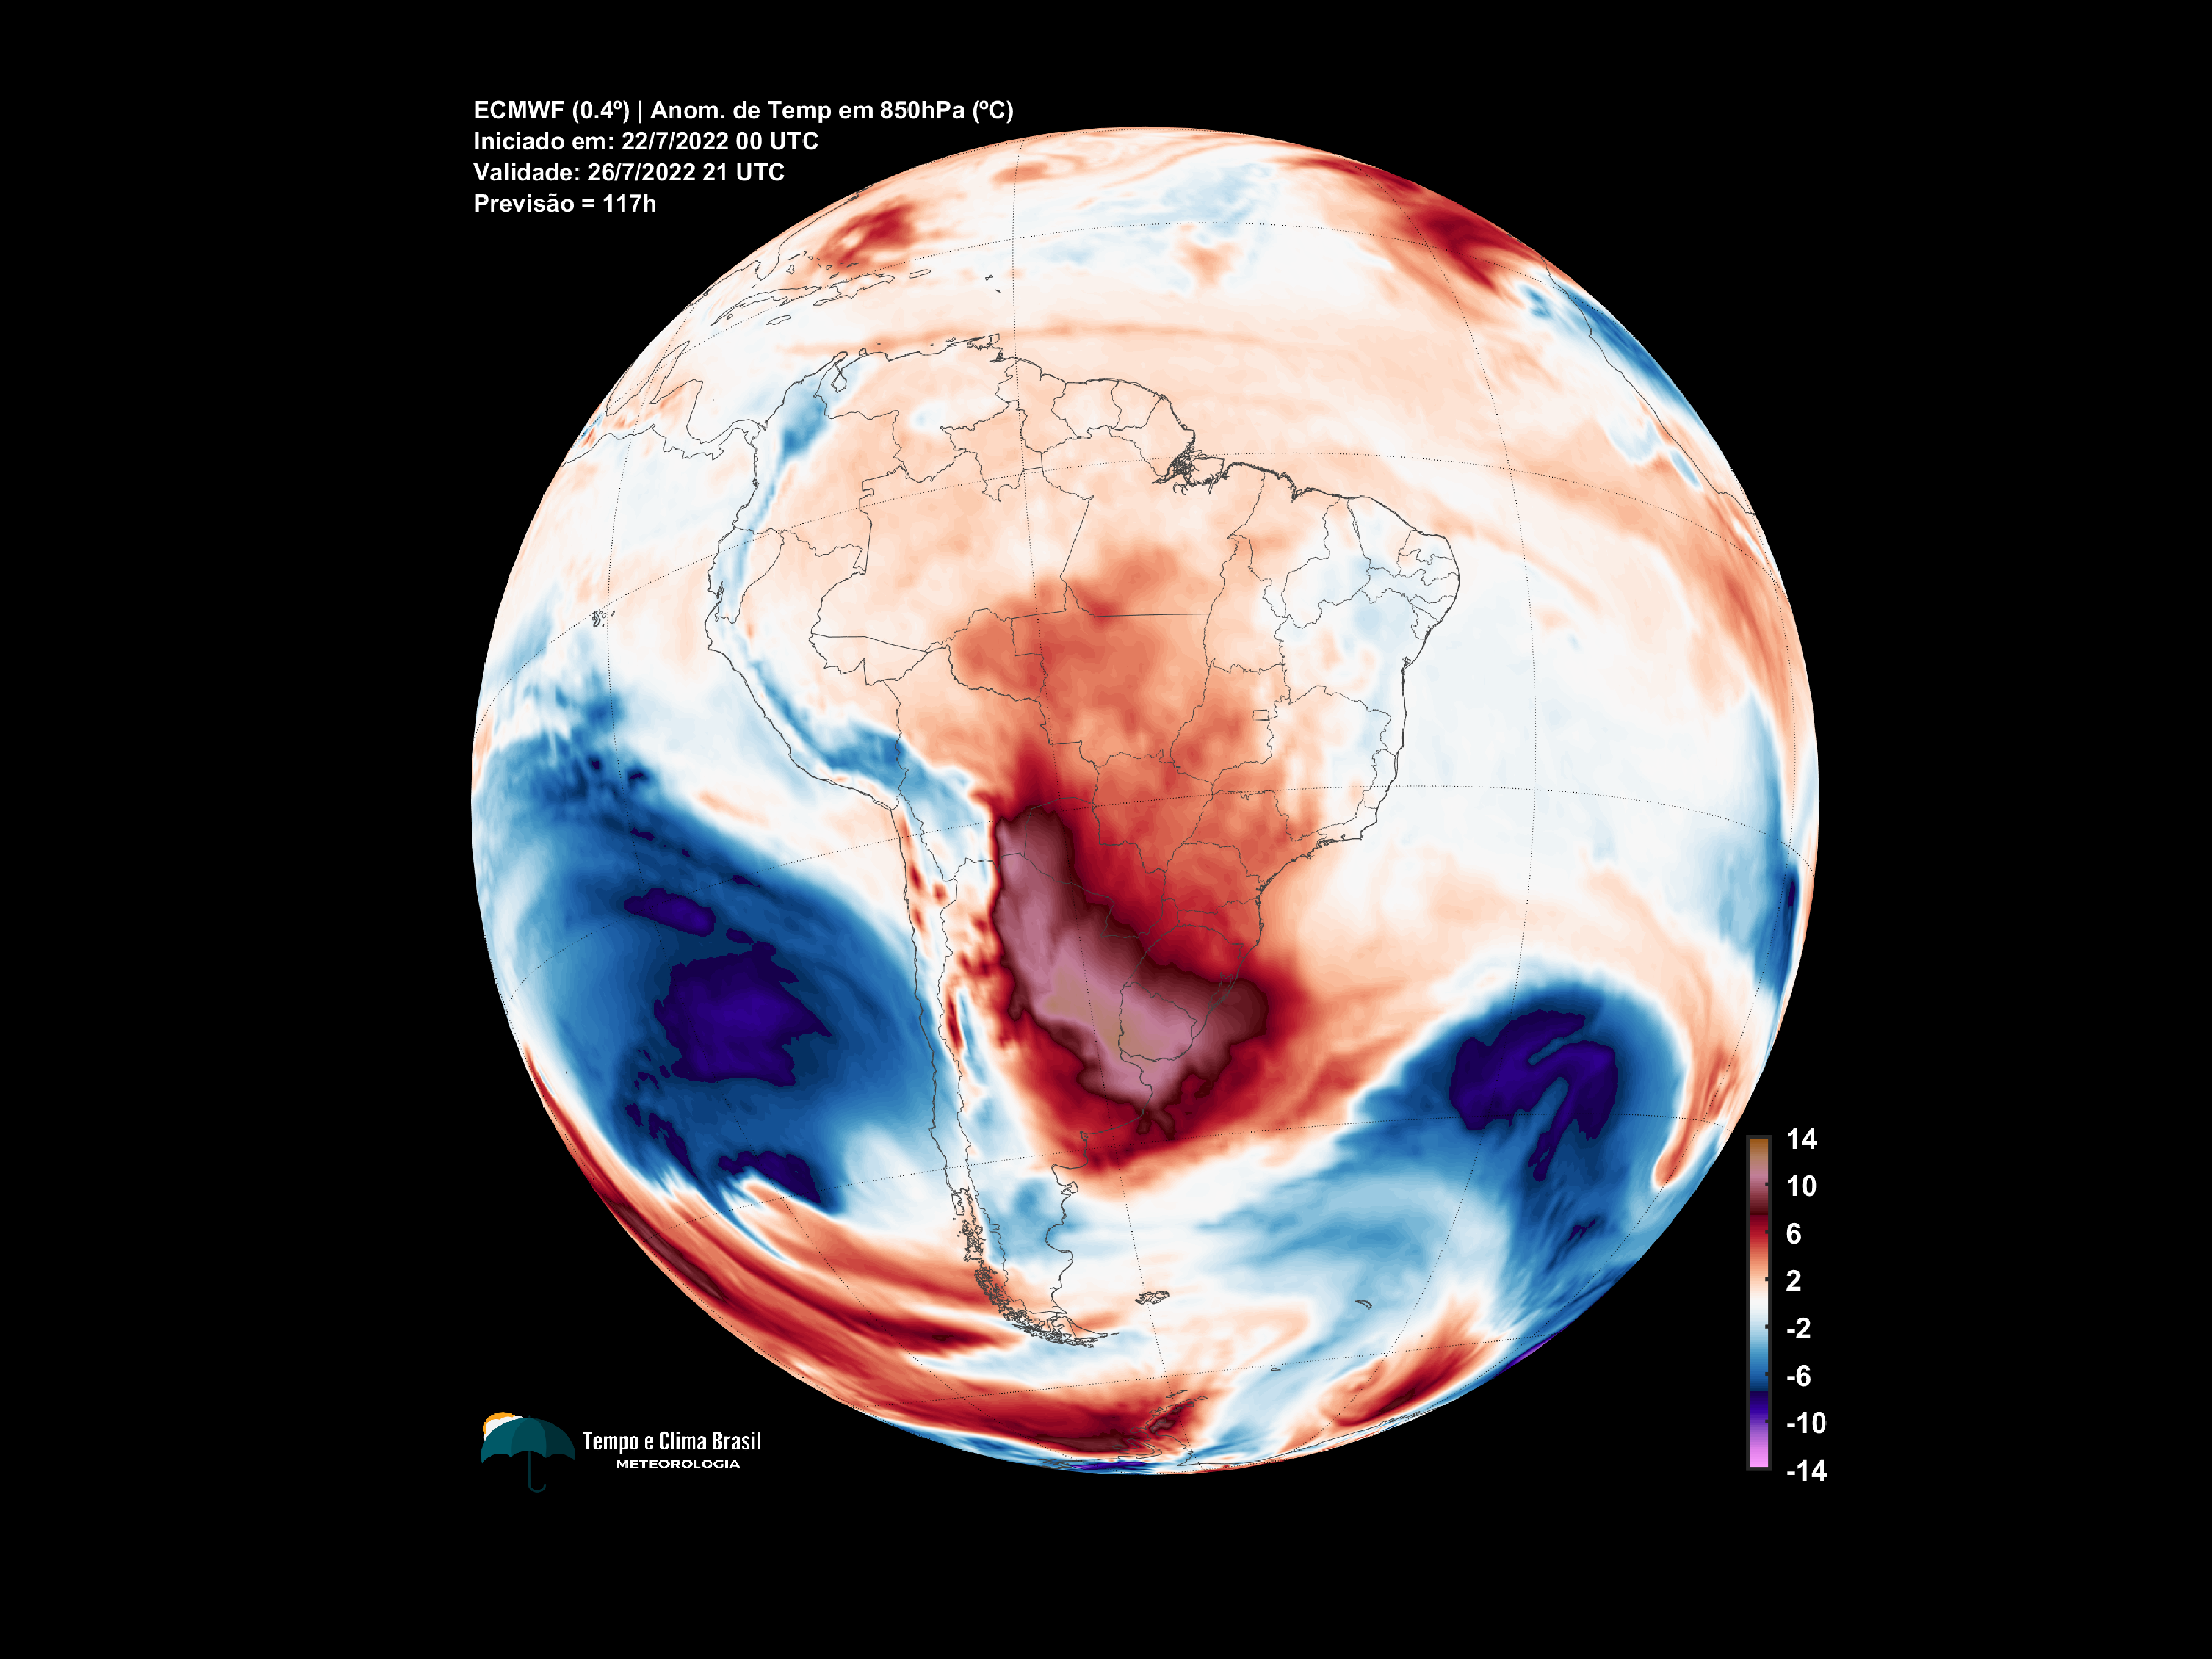 ECMWF (0.4º) | Anom. de Temp em 850hPa (ºC)
Iniciado em: 22/7/2022 00 UTC
Validade: 26/7/2022 21 UTC
Previsão = 117h
14
10
6
2
-2
-6
-10
-14
Tempo e Clima Brasil
METEOROLOGIA